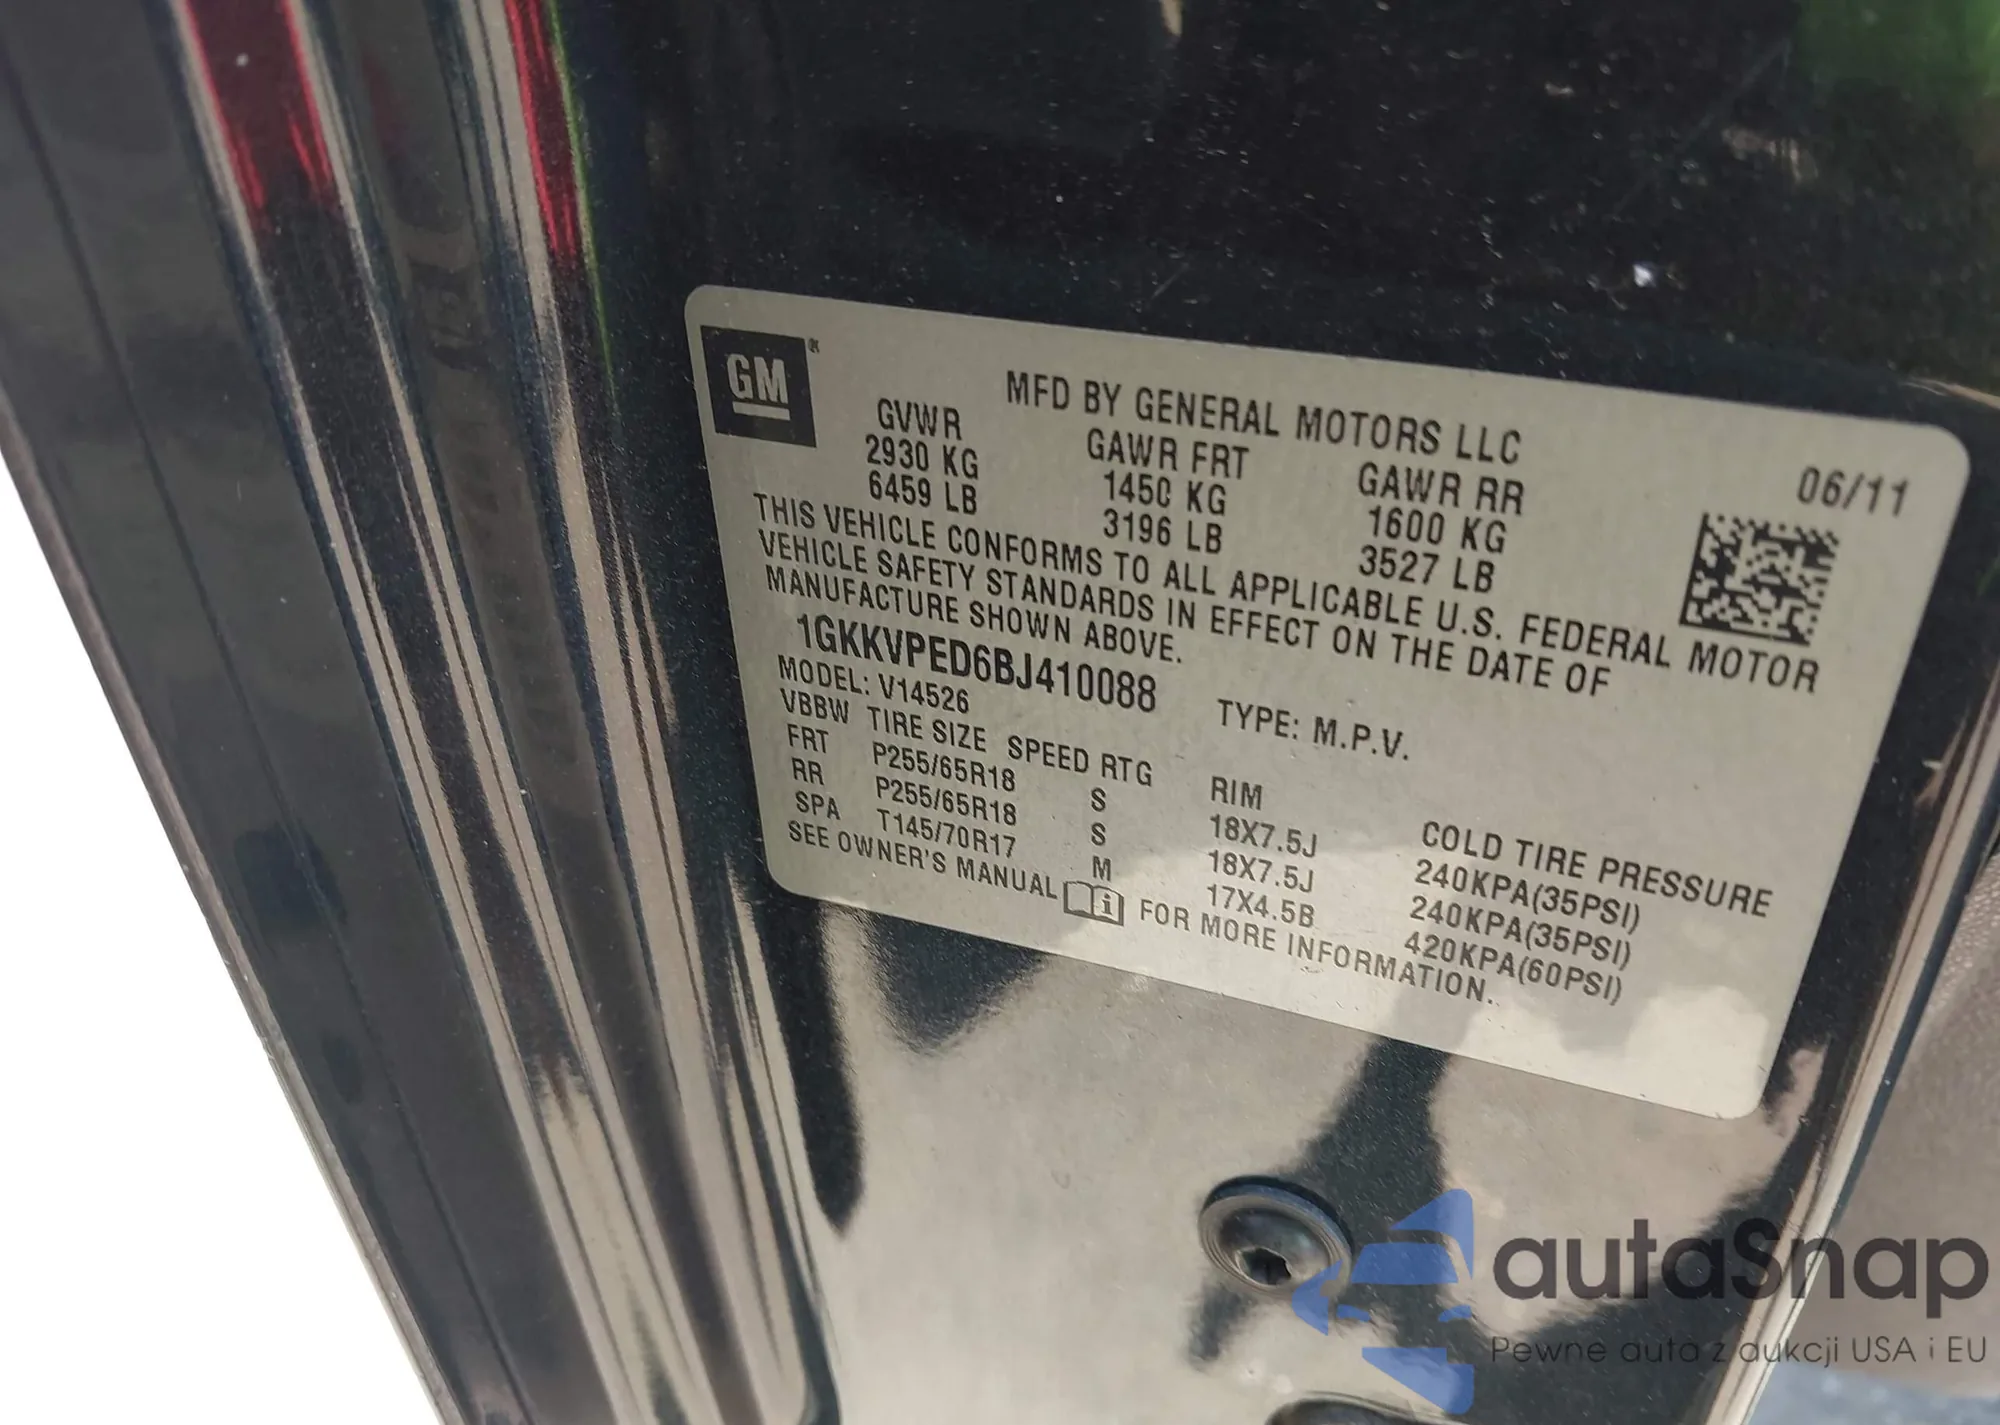 GM
MFD BY GENERAL MOTORS LLC
06/11
GVWR GAWR FRT GAWR RR
2930 KG 1450 KG 1600 KG
6459 LB 3196 LB 3527 LB
THIS VEHICLE CONFORMS TO ALL APPLICABLE U.S. FEDERAL MOTOR
VEHICLE SAFETY STANDARDS IN EFFECT ON THE DATE OF
MANUFACTURE SHOWN ABOVE.
1GKKVPED6BJ410088 TYPE: M.P.V.
MODEL: V14526
VBBW TIRE SIZE SPEED RTG RIM COLD TIRE PRESSURE
FRT P255/65R18 S 18X7.5J 240KPA(35PSI)
RR P255/65R18 S 18X7.5J 240KPA(35PSI)
SPA T145/70R17 M 17X4.5B 420KPA(60PSI)
SEE OWNER'S MANUAL i FOR MORE INFORMATION.
autaSnap
Pewne auta z aukcji USA i EU